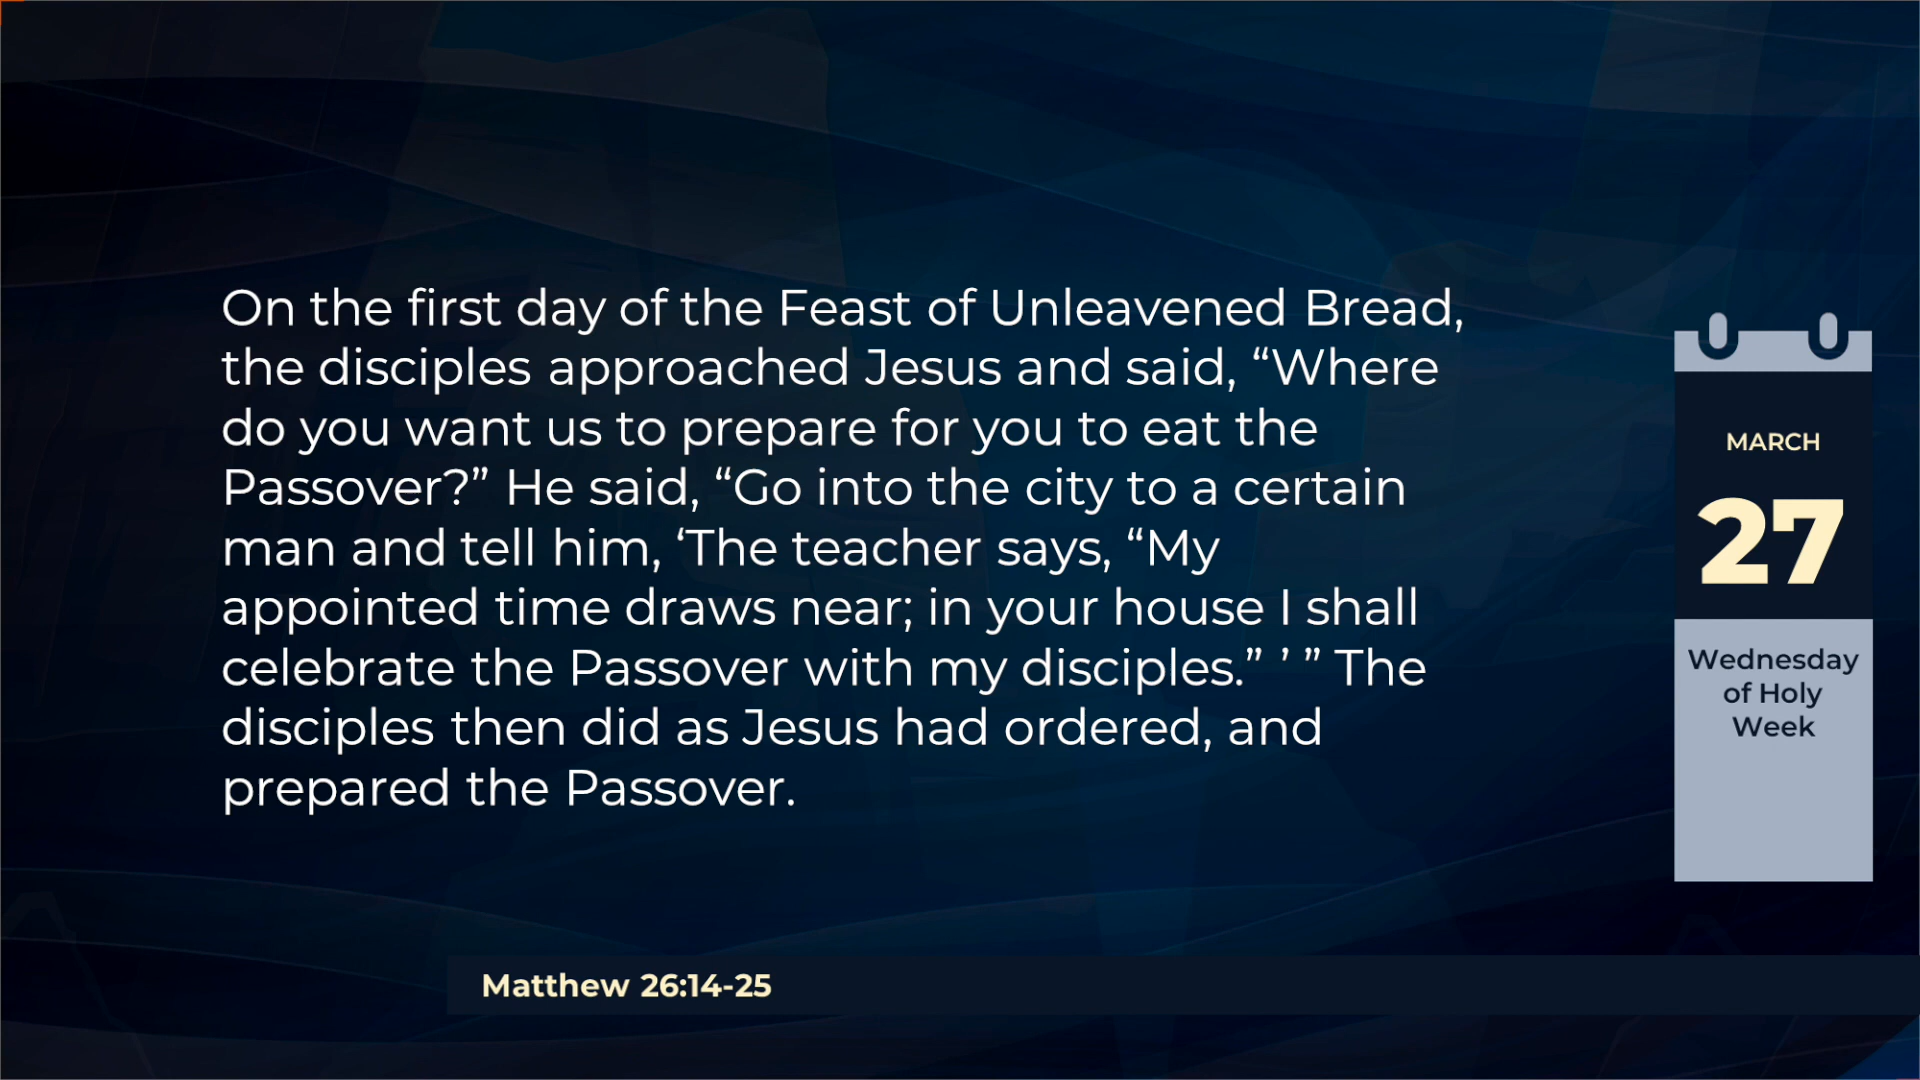 On the first day of the Feast of Unleavened Bread,
the disciples approached Jesus and said, “Where
do you want us to prepare for you to eat the
Passover?” He said, “Go into the city to a certain
man and tell him, ‘The teacher says, “My
appointed time draws near; in your house I shall
celebrate the Passover with my disciples.” ’ ” The
disciples then did as Jesus had ordered, and
prepared the Passover.
MARCH
27
Wednesday
of Holy
Week
Matthew 26:14-25